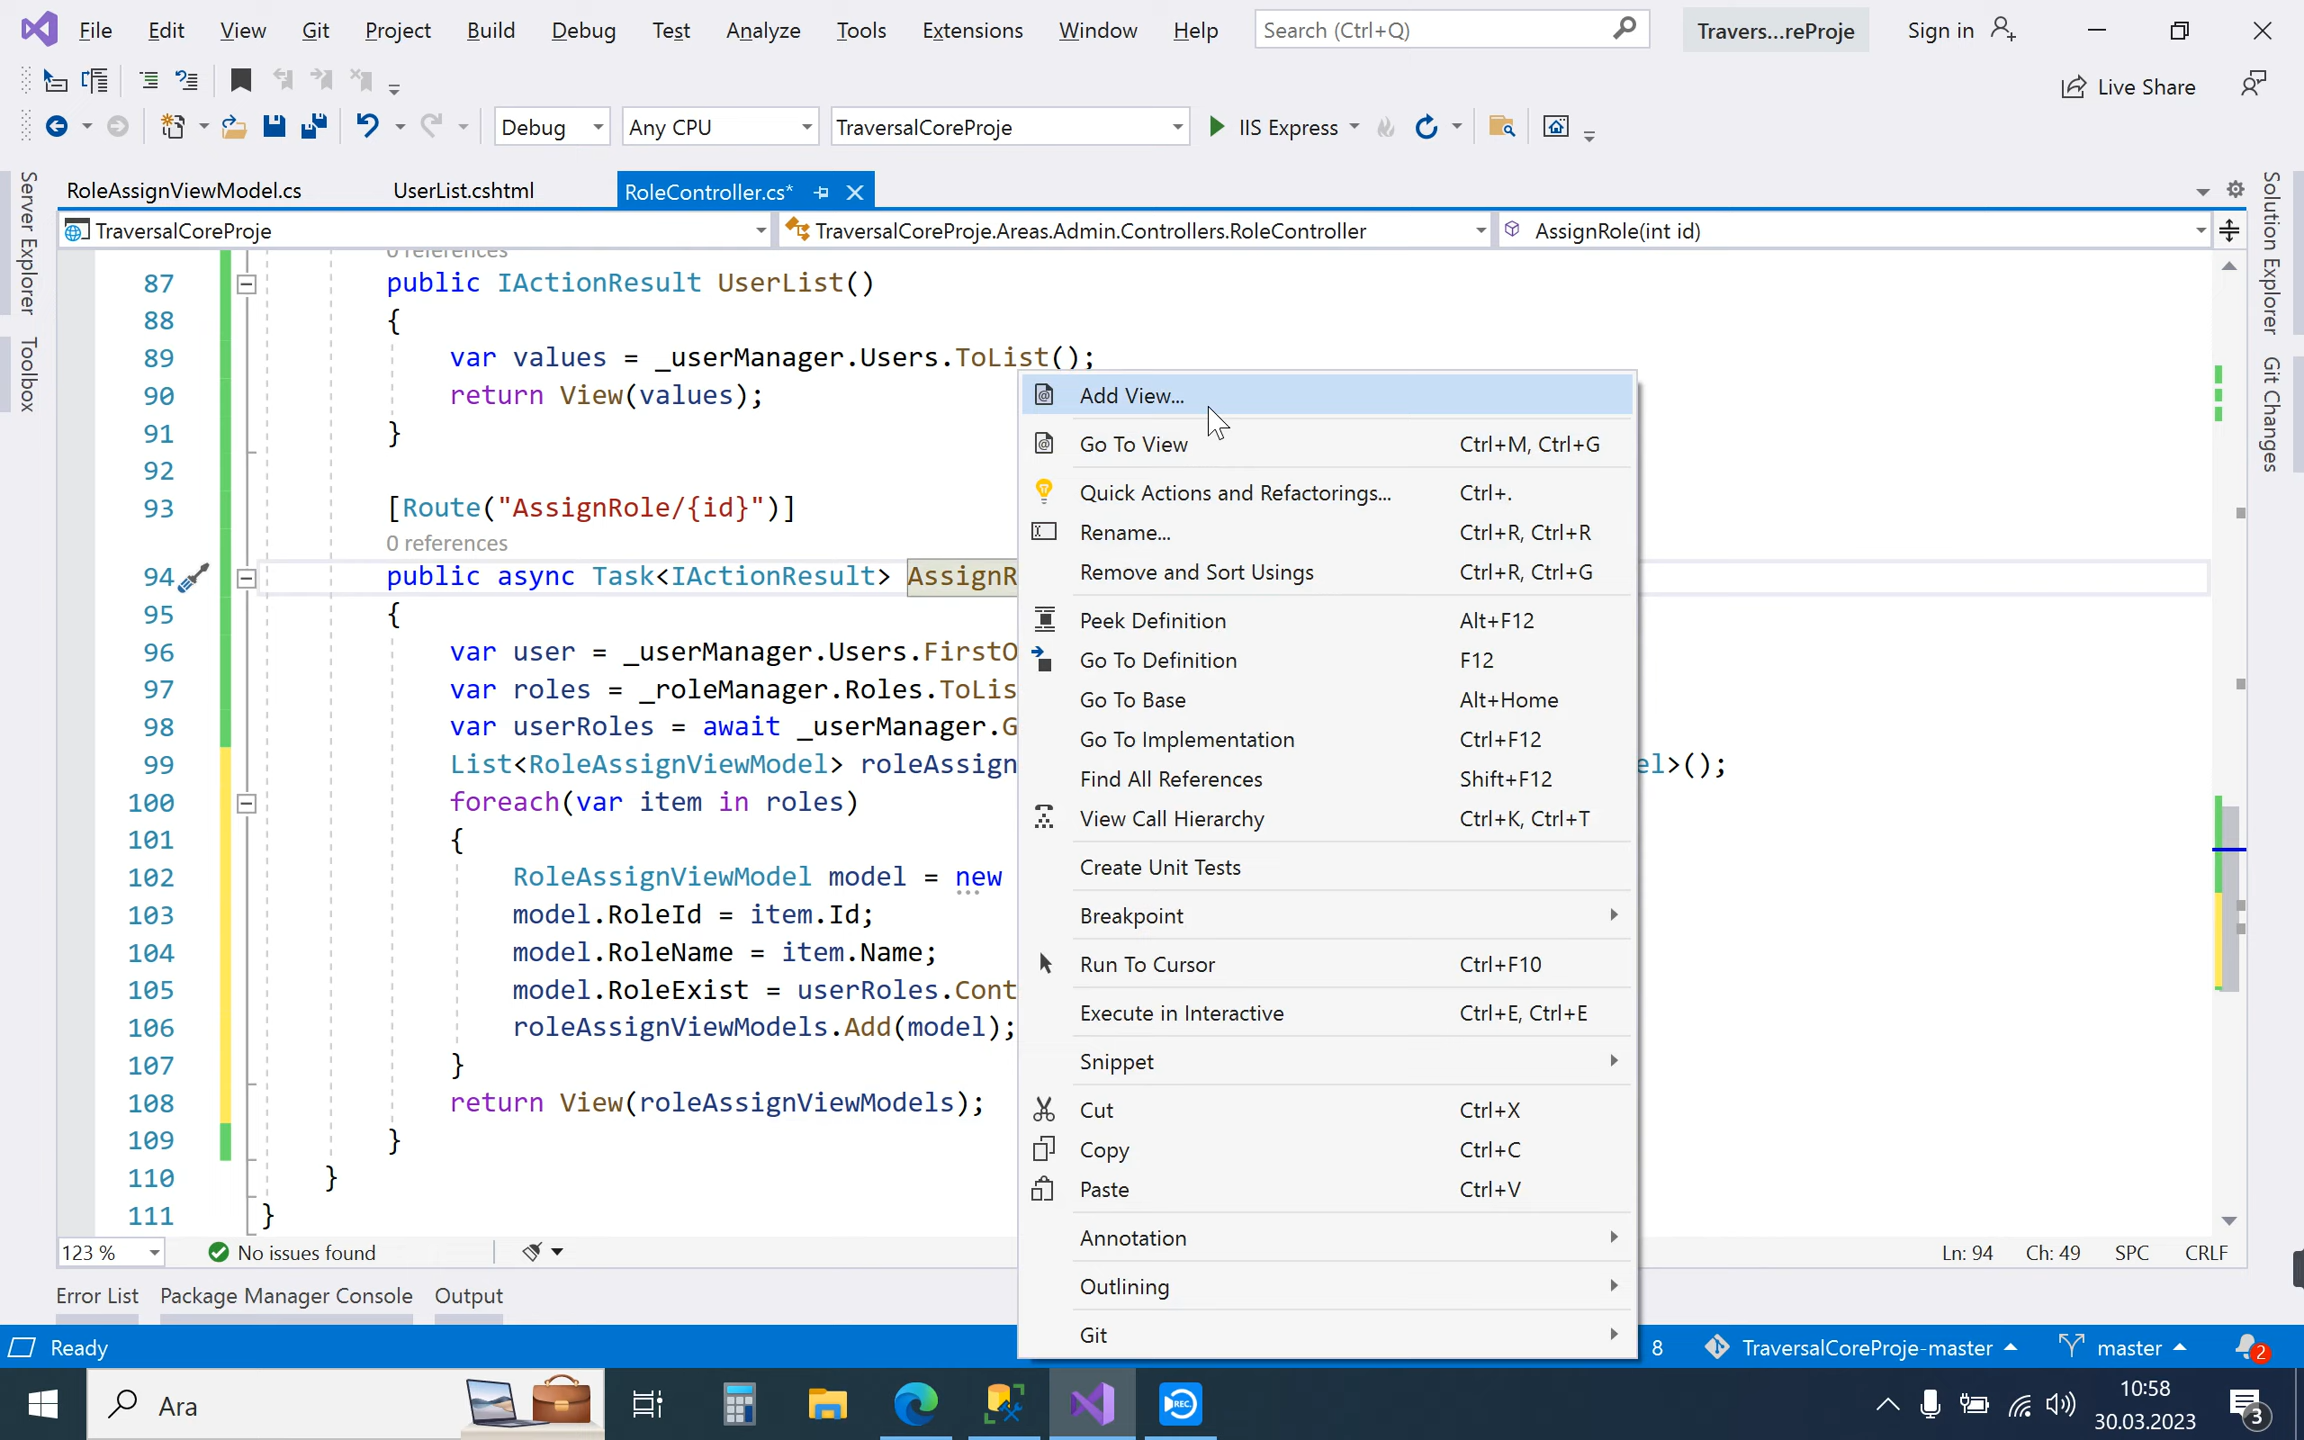 File Edit View Git Project Build Debug Test Analyze Tools Extensions Window Help Search (Ctrl+Q) Travers...reProje Sign in
Live Share
Debug Any CPU TraversalCoreProje IIS Express
RoleAssignViewModel.cs UserList.cshtml RoleController.cs*
TraversalCoreProje TraversalCoreProje.Areas.Admin.Controllers.RoleController AssignRole(int id)
Server Explorer
Toolbox
Solution Explorer
Git Changes
0 references
87 public IActionResult UserList()
88 {
89 var values = _userManager.Users.ToList();
90 return View(values);
91 }
92
93 [Route("AssignRole/{id}")]
0 references
94 public async Task<IActionResult> AssignR
95 {
96 var user = _userManager.Users.FirstO
97 var roles = _roleManager.Roles.ToLis
98 var userRoles = await _userManager.G
99 List<RoleAssignViewModel> roleAssign el>();
100 foreach(var item in roles)
101 {
102 RoleAssignViewModel model = new
103 model.RoleId = item.Id;
104 model.RoleName = item.Name;
105 model.RoleExist = userRoles.Cont
106 roleAssignViewModels.Add(model);
107 }
108 return View(roleAssignViewModels);
109 }
110 }
111 }
Add View...
Go To View Ctrl+M, Ctrl+G
Quick Actions and Refactorings... Ctrl+.
Rename... Ctrl+R, Ctrl+R
Remove and Sort Usings Ctrl+R, Ctrl+G
Peek Definition Alt+F12
Go To Definition F12
Go To Base Alt+Home
Go To Implementation Ctrl+F12
Find All References Shift+F12
View Call Hierarchy Ctrl+K, Ctrl+T
Create Unit Tests
Breakpoint
Run To Cursor Ctrl+F10
Execute in Interactive Ctrl+E, Ctrl+E
Snippet
Cut Ctrl+X
Copy Ctrl+C
Paste Ctrl+V
Annotation
Outlining
Git
123 % No issues found Ln: 94 Ch: 49 SPC CRLF
Error List Package Manager Console Output
Ready 8 TraversalCoreProje-master master 2
Ara REC 10:58
30.03.2023 3